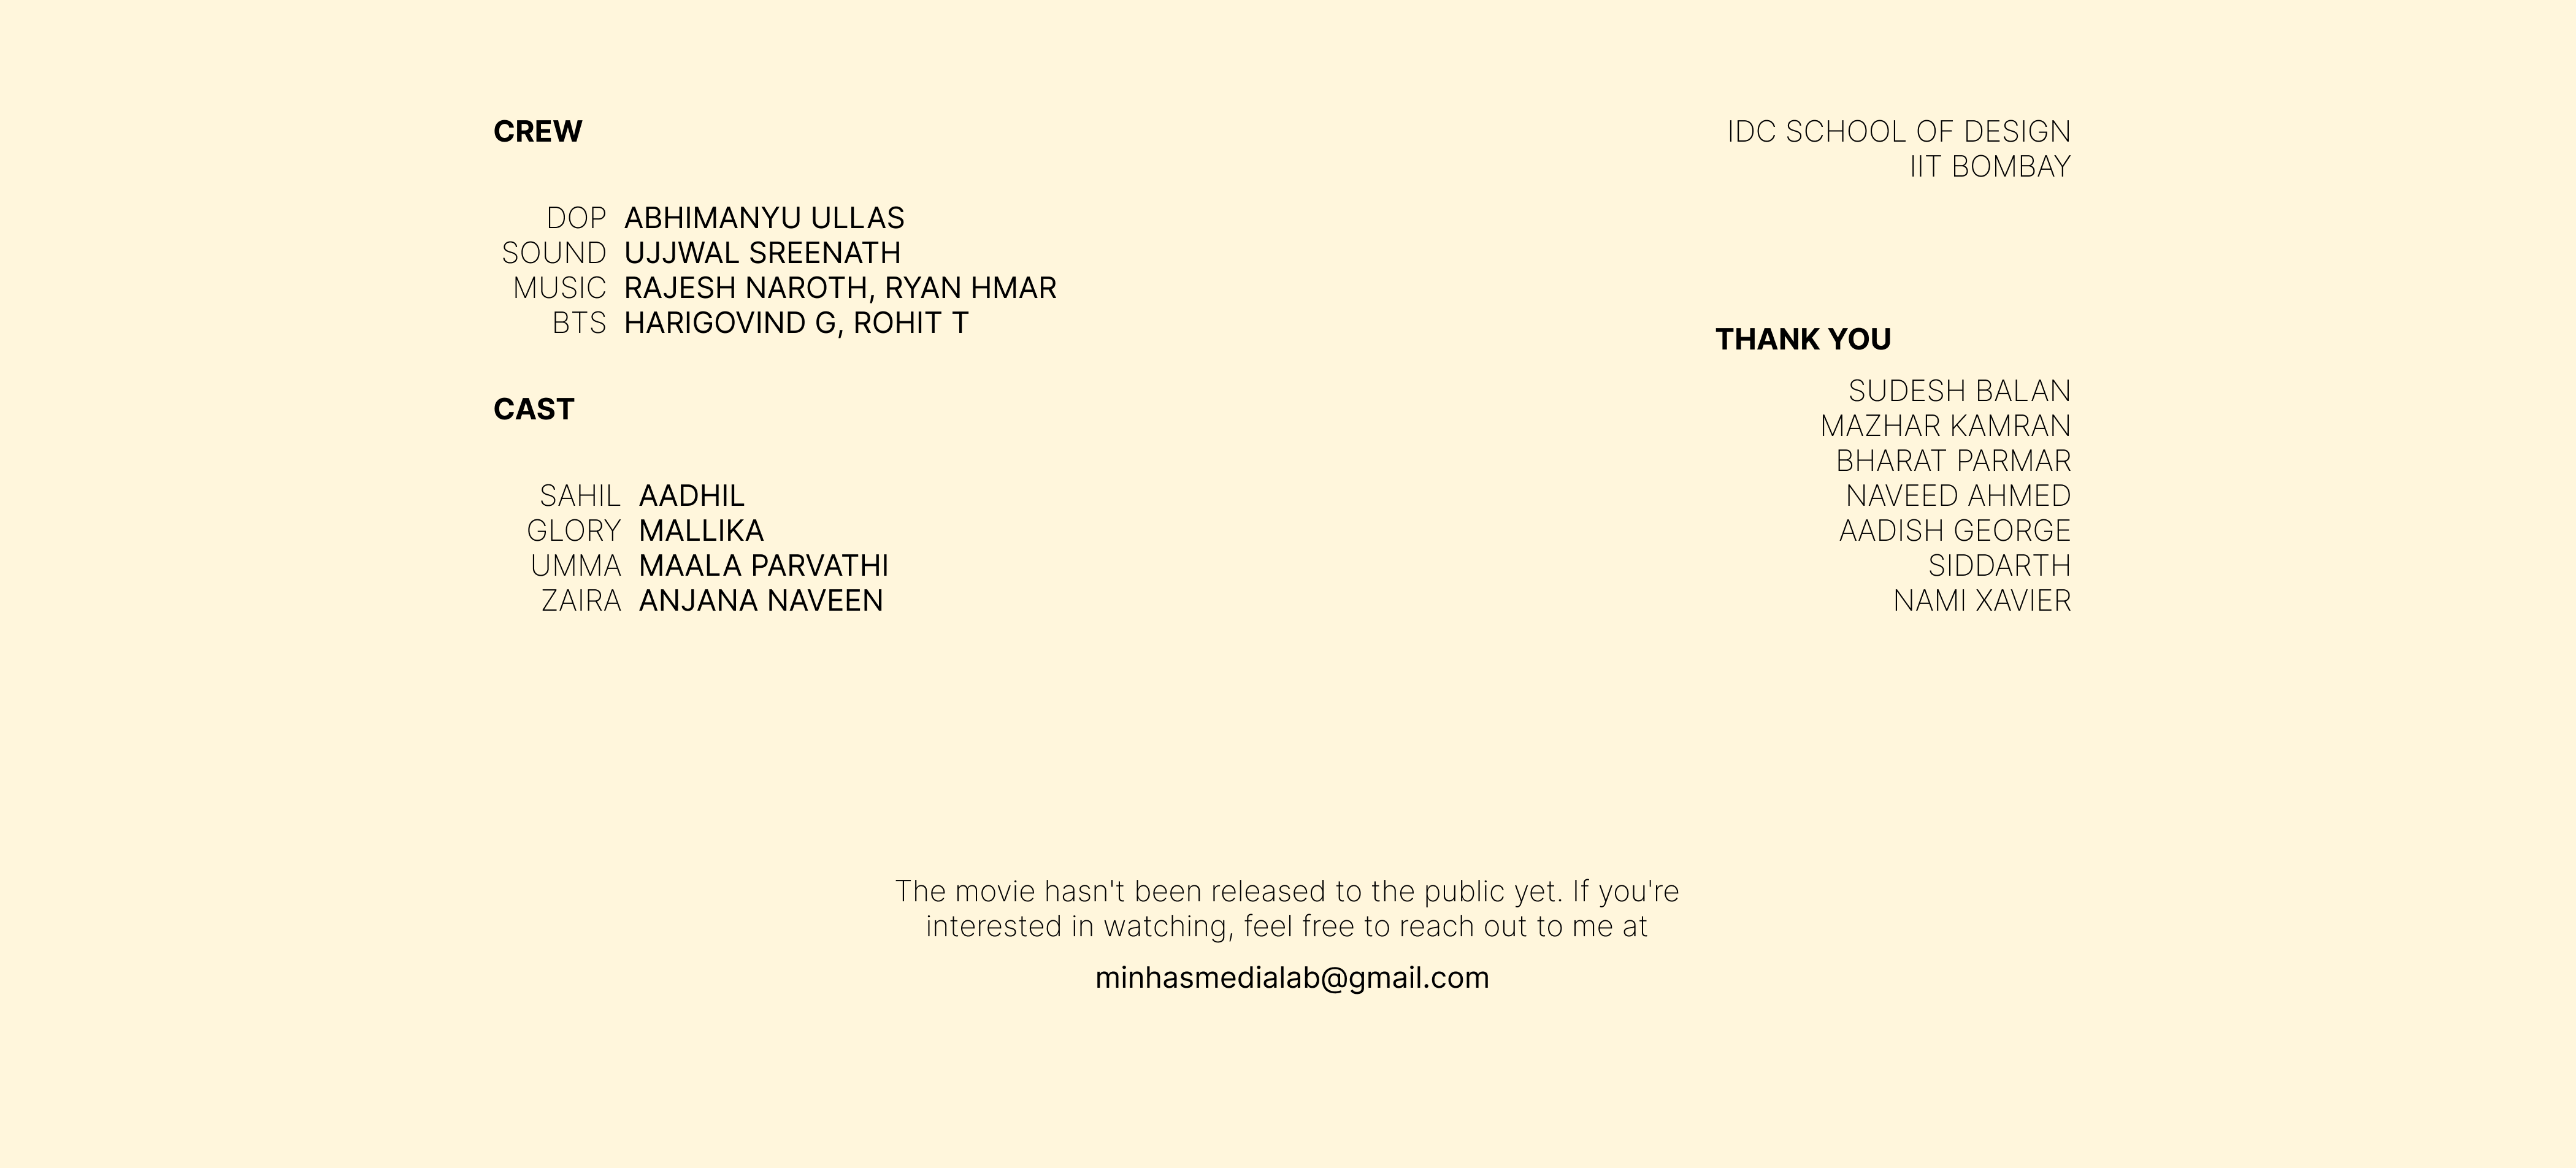 CREW
DOP ABHIMANYU ULLAS
SOUND UJJWAL SREENATH
MUSIC RAJESH NAROTH, RYAN HMAR
BTS HARIGOVIND G, ROHIT T
CAST
SAHIL AADHIL
GLORY MALLIKA
UMMA MAALA PARVATHI
ZAIRA ANJANA NAVEEN
IDC SCHOOL OF DESIGN
IIT BOMBAY
THANK YOU
SUDESH BALAN
MAZHAR KAMRAN
BHARAT PARMAR
NAVEED AHMED
AADISH GEORGE
SIDDARTH
NAMI XAVIER
The movie hasn't been released to the public yet. If you're
interested in watching, feel free to reach out to me at
minhasmedialab@gmail.com